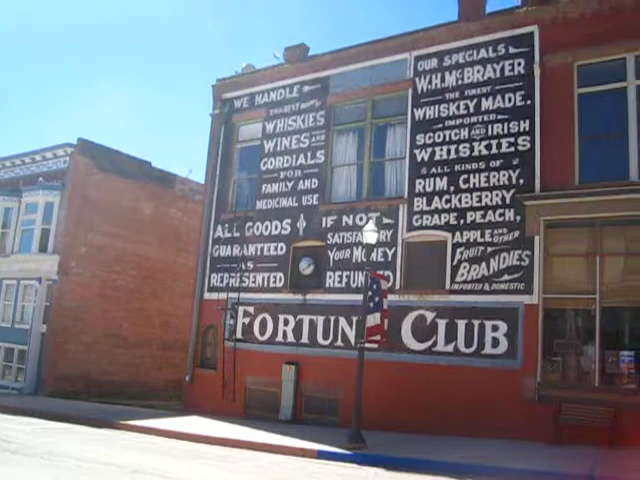 WE HANDLE
THE BEST
WHISKIES
WINES AND
CORDIALS
FOR
FAMILY AND
MEDICINAL USE
ALL GOODS
GUARANTEED
AS
REPRESENTED
IF NOT
SATISFACTORY
YOUR MONEY
REFUNDED
OUR SPECIALS
W.H. McBRAYER
THE FINEST
WHISKEY MADE.
IMPORTED
SCOTCH AND IRISH
WHISKIES
ALL KINDS OF
RUM, CHERRY,
BLACKBERRY
GRAPE, PEACH,
APPLE AND OTHER
FRUIT
BRANDIES
IMPORTED & DOMESTIC
FORTUNE CLUB